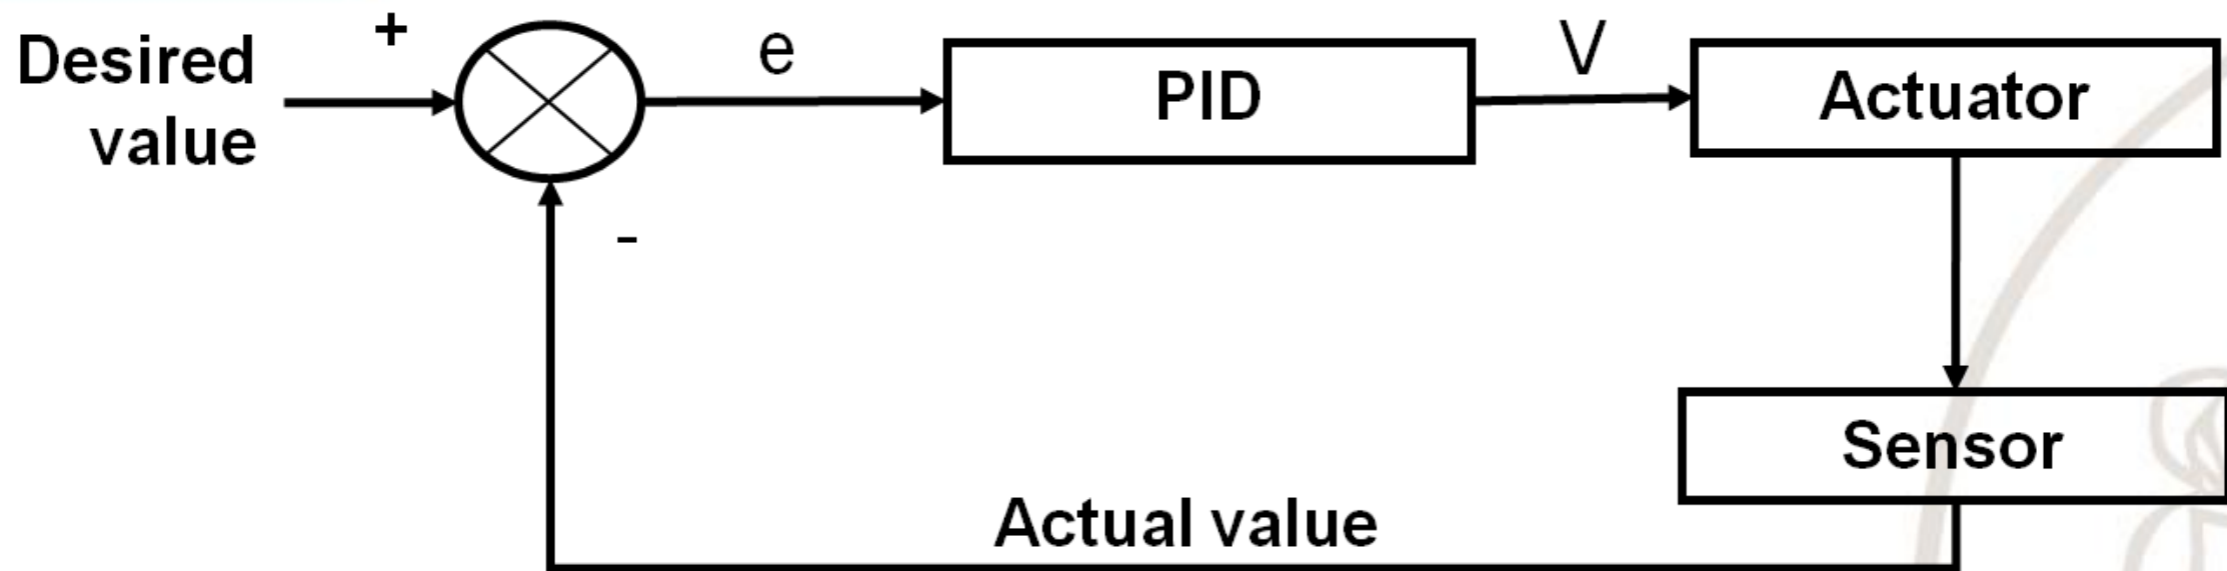 Desired
value
+
-
e
PID
V
Actuator
Sensor
Actual value